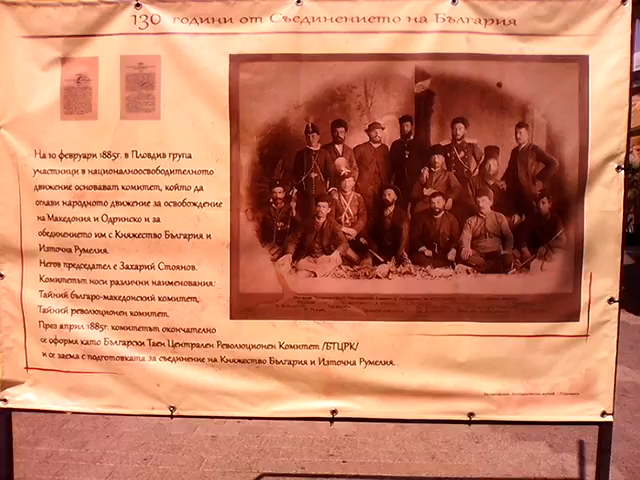 130 години от Съединението на България
На 10 февруари 1885г. в Пловдив група
участници в националноосвободителното
движение основават комитет, който да
оглави народното движение за освобождение
на Македония и Одринско и за
обединението им с Княжество България и
Източна Румелия.
Негов председател е Захарий Стоянов.
Комитетът носи различни наименования:
Тайний българо-македонский комитет,
Тайний революционен комитет.
През април 1885г. комитетът окончателно
се оформя като Български Таен Централен Революционен Комитет /БТЦРК/
и се заема с подготовката за съединение на Княжество България и Източна Румелия.